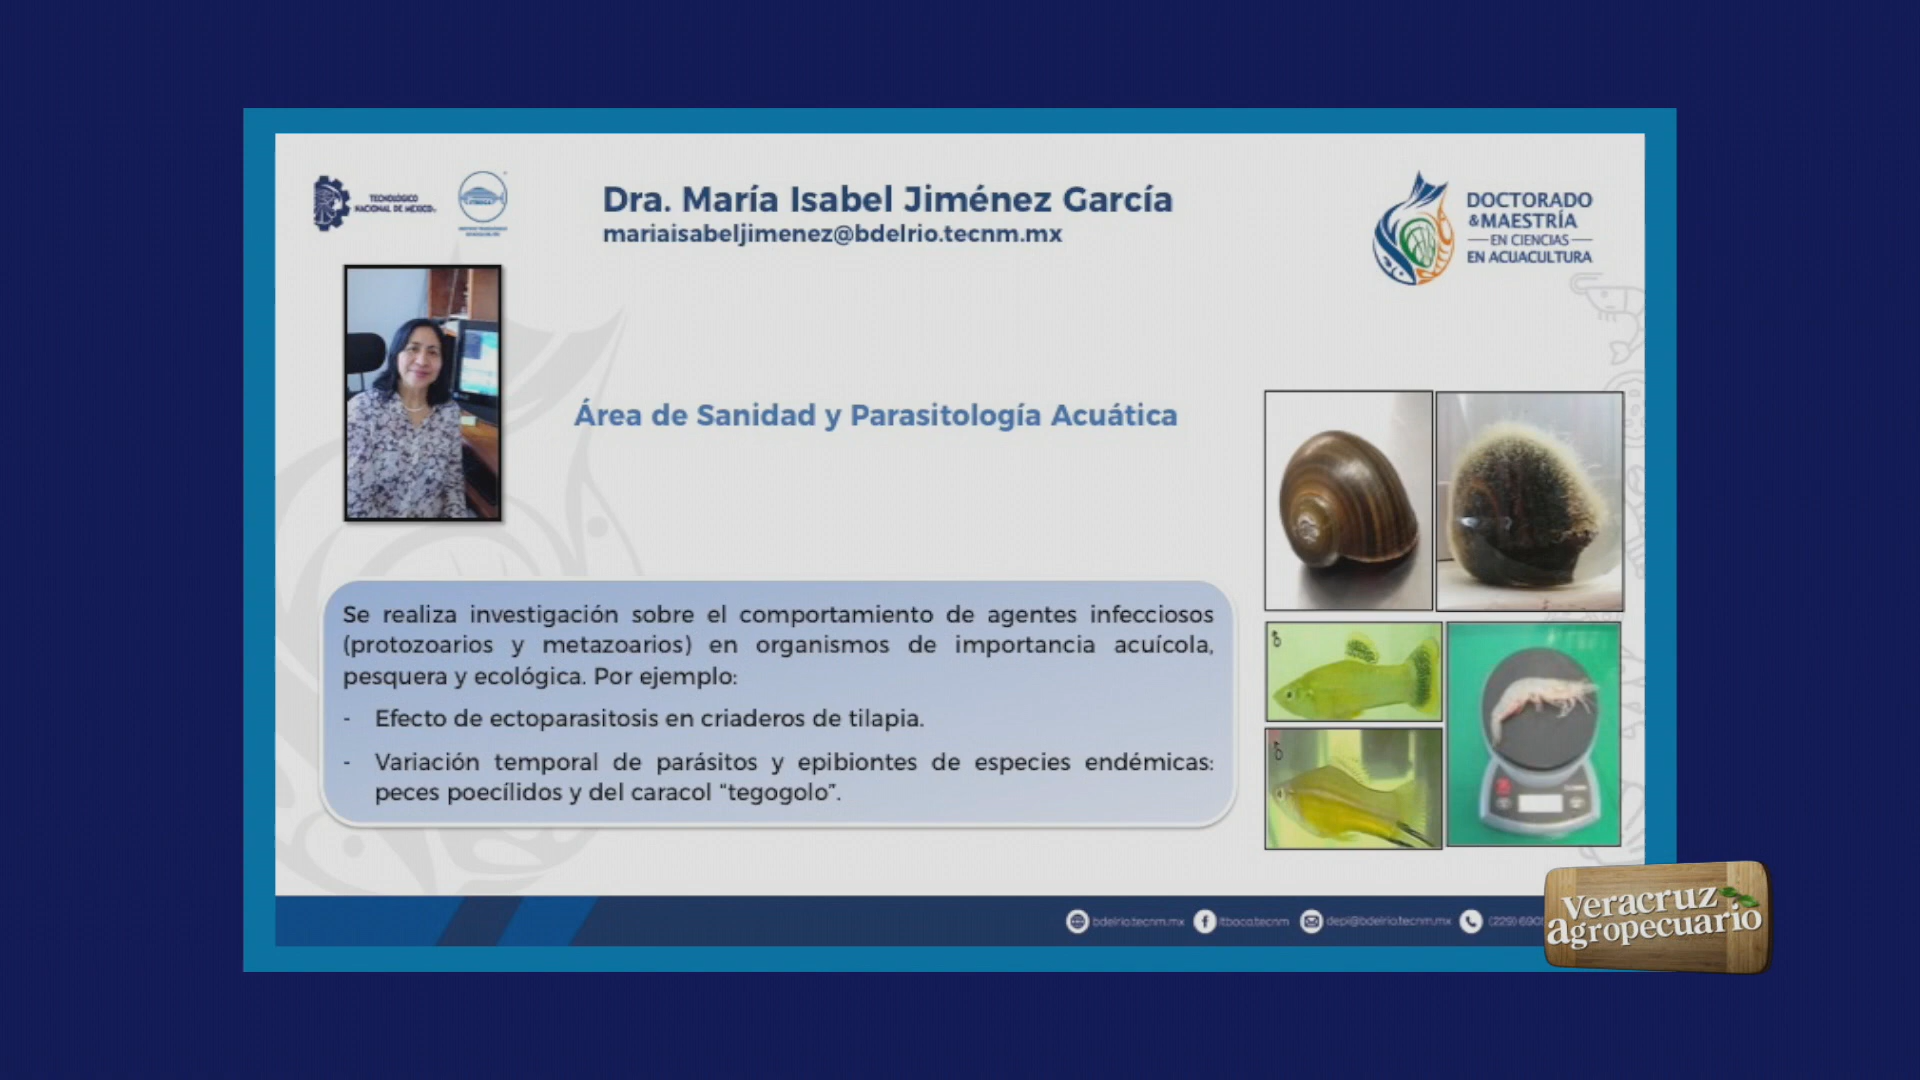 TECNOLÓGICO
NACIONAL DE MÉXICO
Dra. María Isabel Jiménez García
mariaisabeljimenez@bdelrio.tecnm.mx
DOCTORADO
&MAESTRÍA
EN CIENCIAS
EN ACUACULTURA
Área de Sanidad y Parasitología Acuática
Se realiza investigación sobre el comportamiento de agentes infecciosos
(protozoarios y metazoarios) en organismos de importancia acuícola,
pesquera y ecológica. Por ejemplo:
- Efecto de ectoparasitosis en criaderos de tilapia.
- Variación temporal de parásitos y epibiontes de especies endémicas:
peces poecílidos y del caracol “tegogolo”.
bdelrio.tecnm.mx
itboca.tecnm
depi@bdelrio.tecnm.mx
(229) 690
veracruz
agropecuario